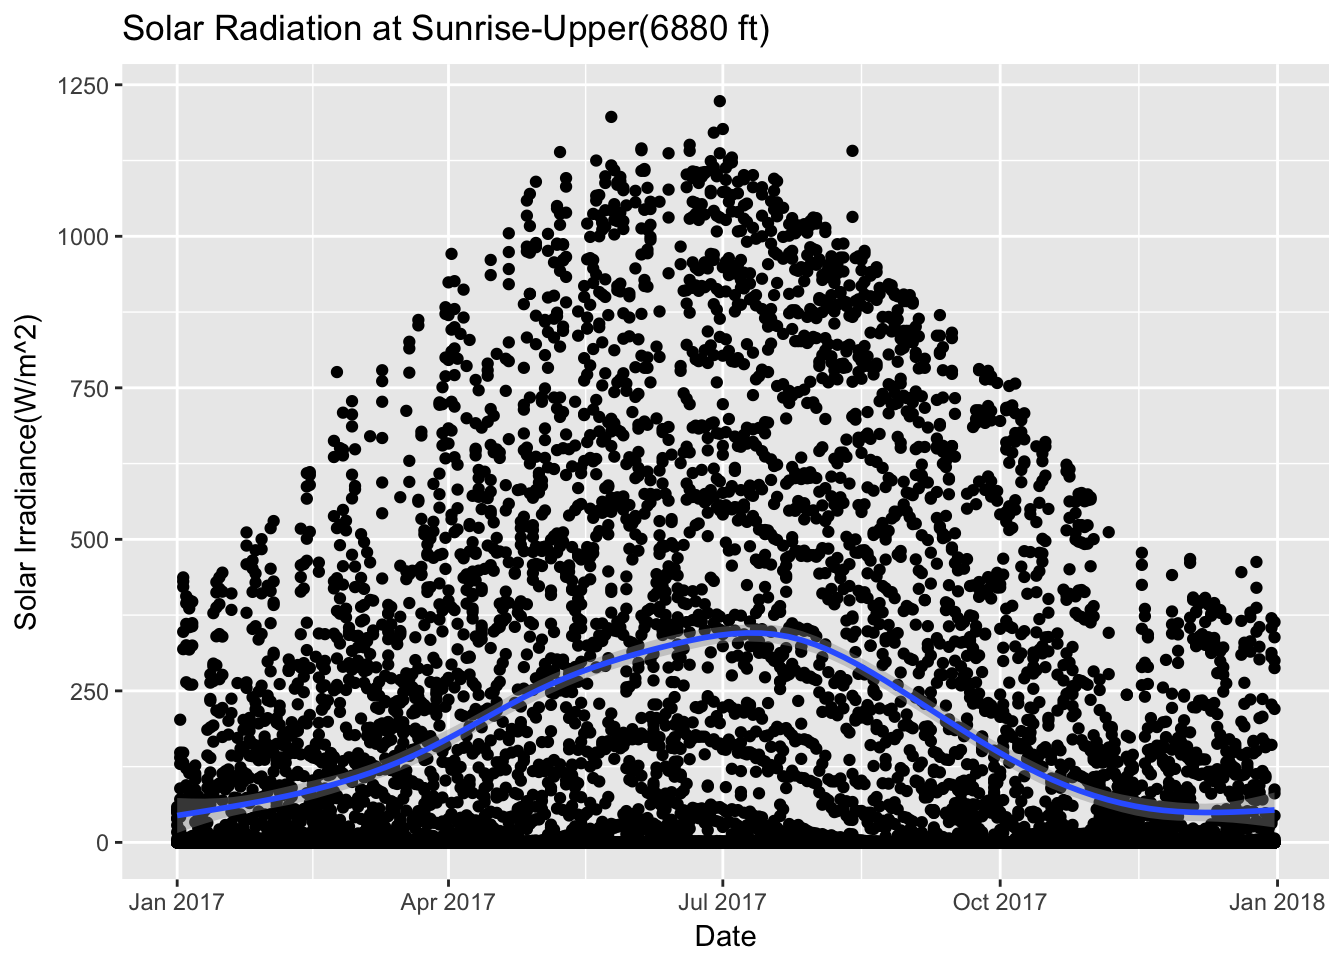 Solar Radiation at Sunrise-Upper(6880 ft)
Solar Irradiance(W/m^2)
1250
1000
750
500
250
0
Jan 2017
Apr 2017
Jul 2017
Oct 2017
Jan 2018
Date